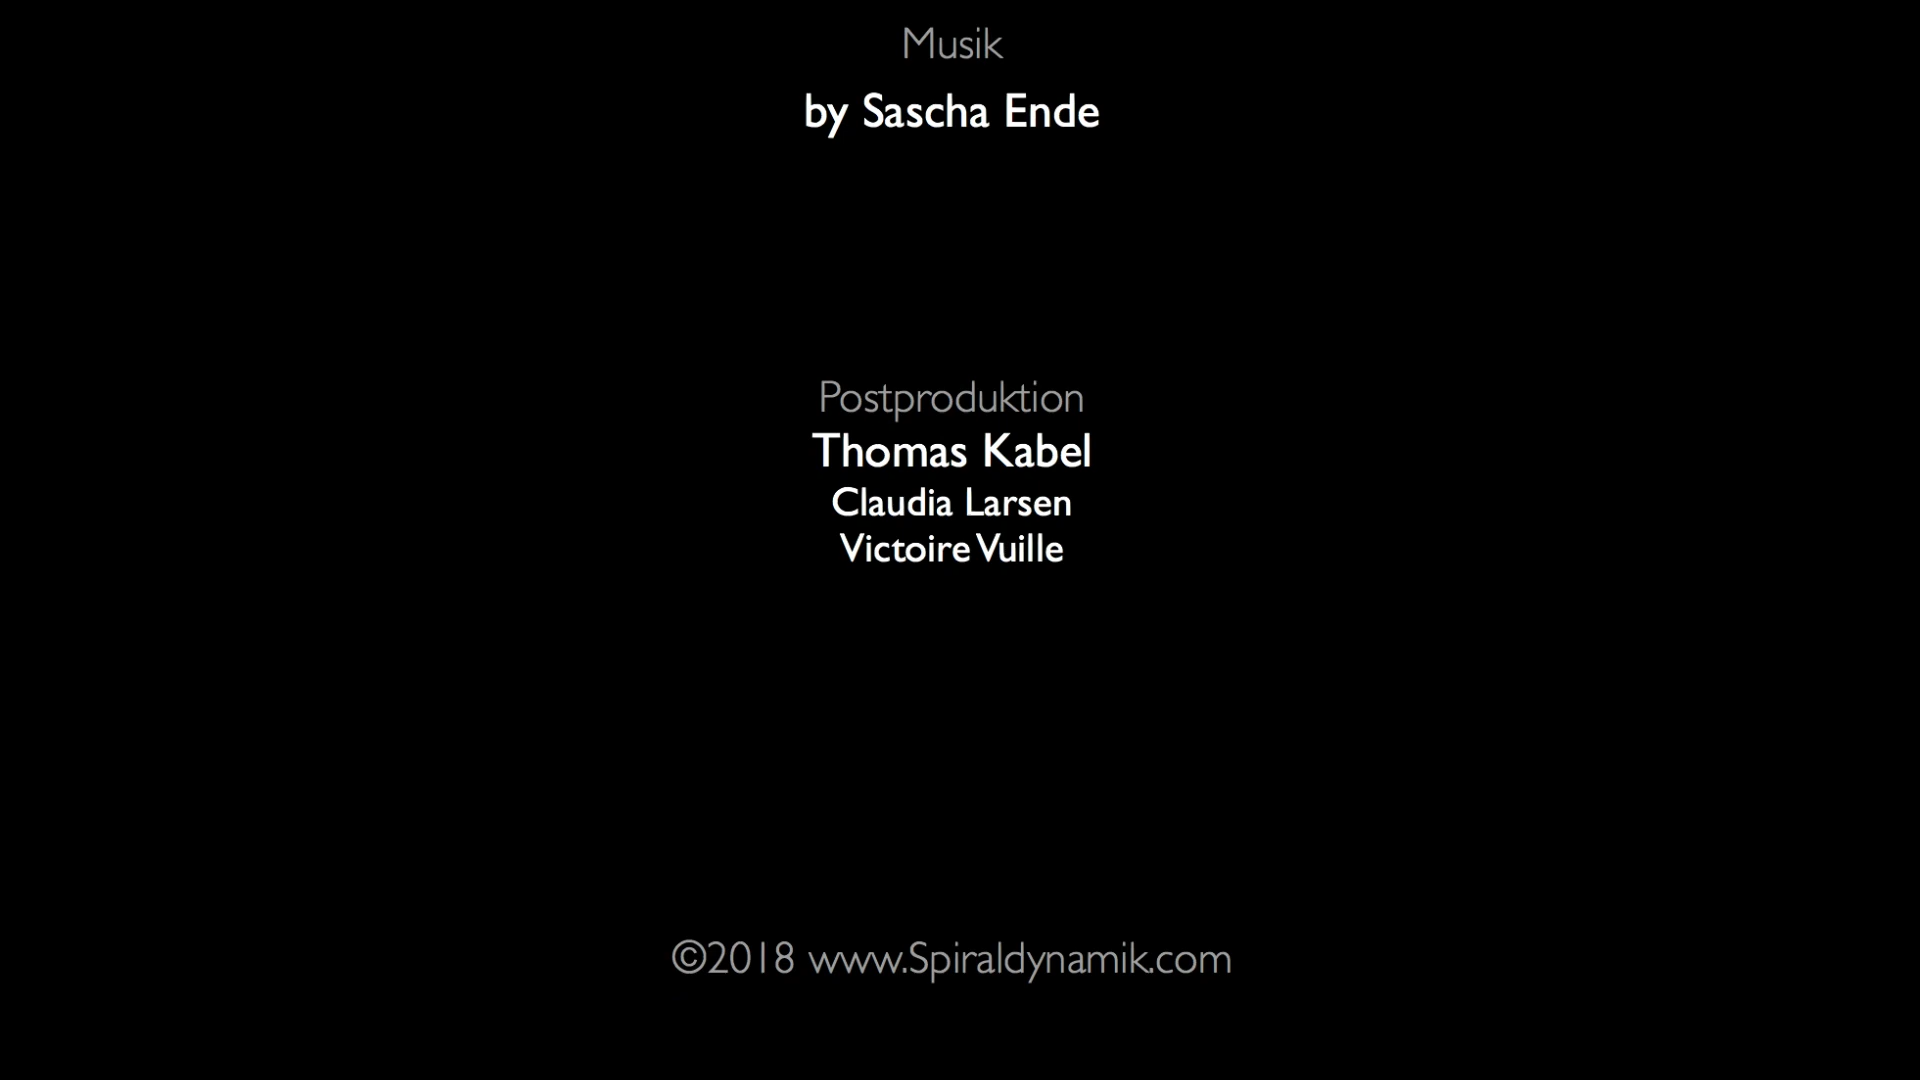 Musik
by Sascha Ende
Postproduktion
Thomas Kabel
Claudia Larsen
Victoire Vuille
©2018 www.Spiraldynamik.com